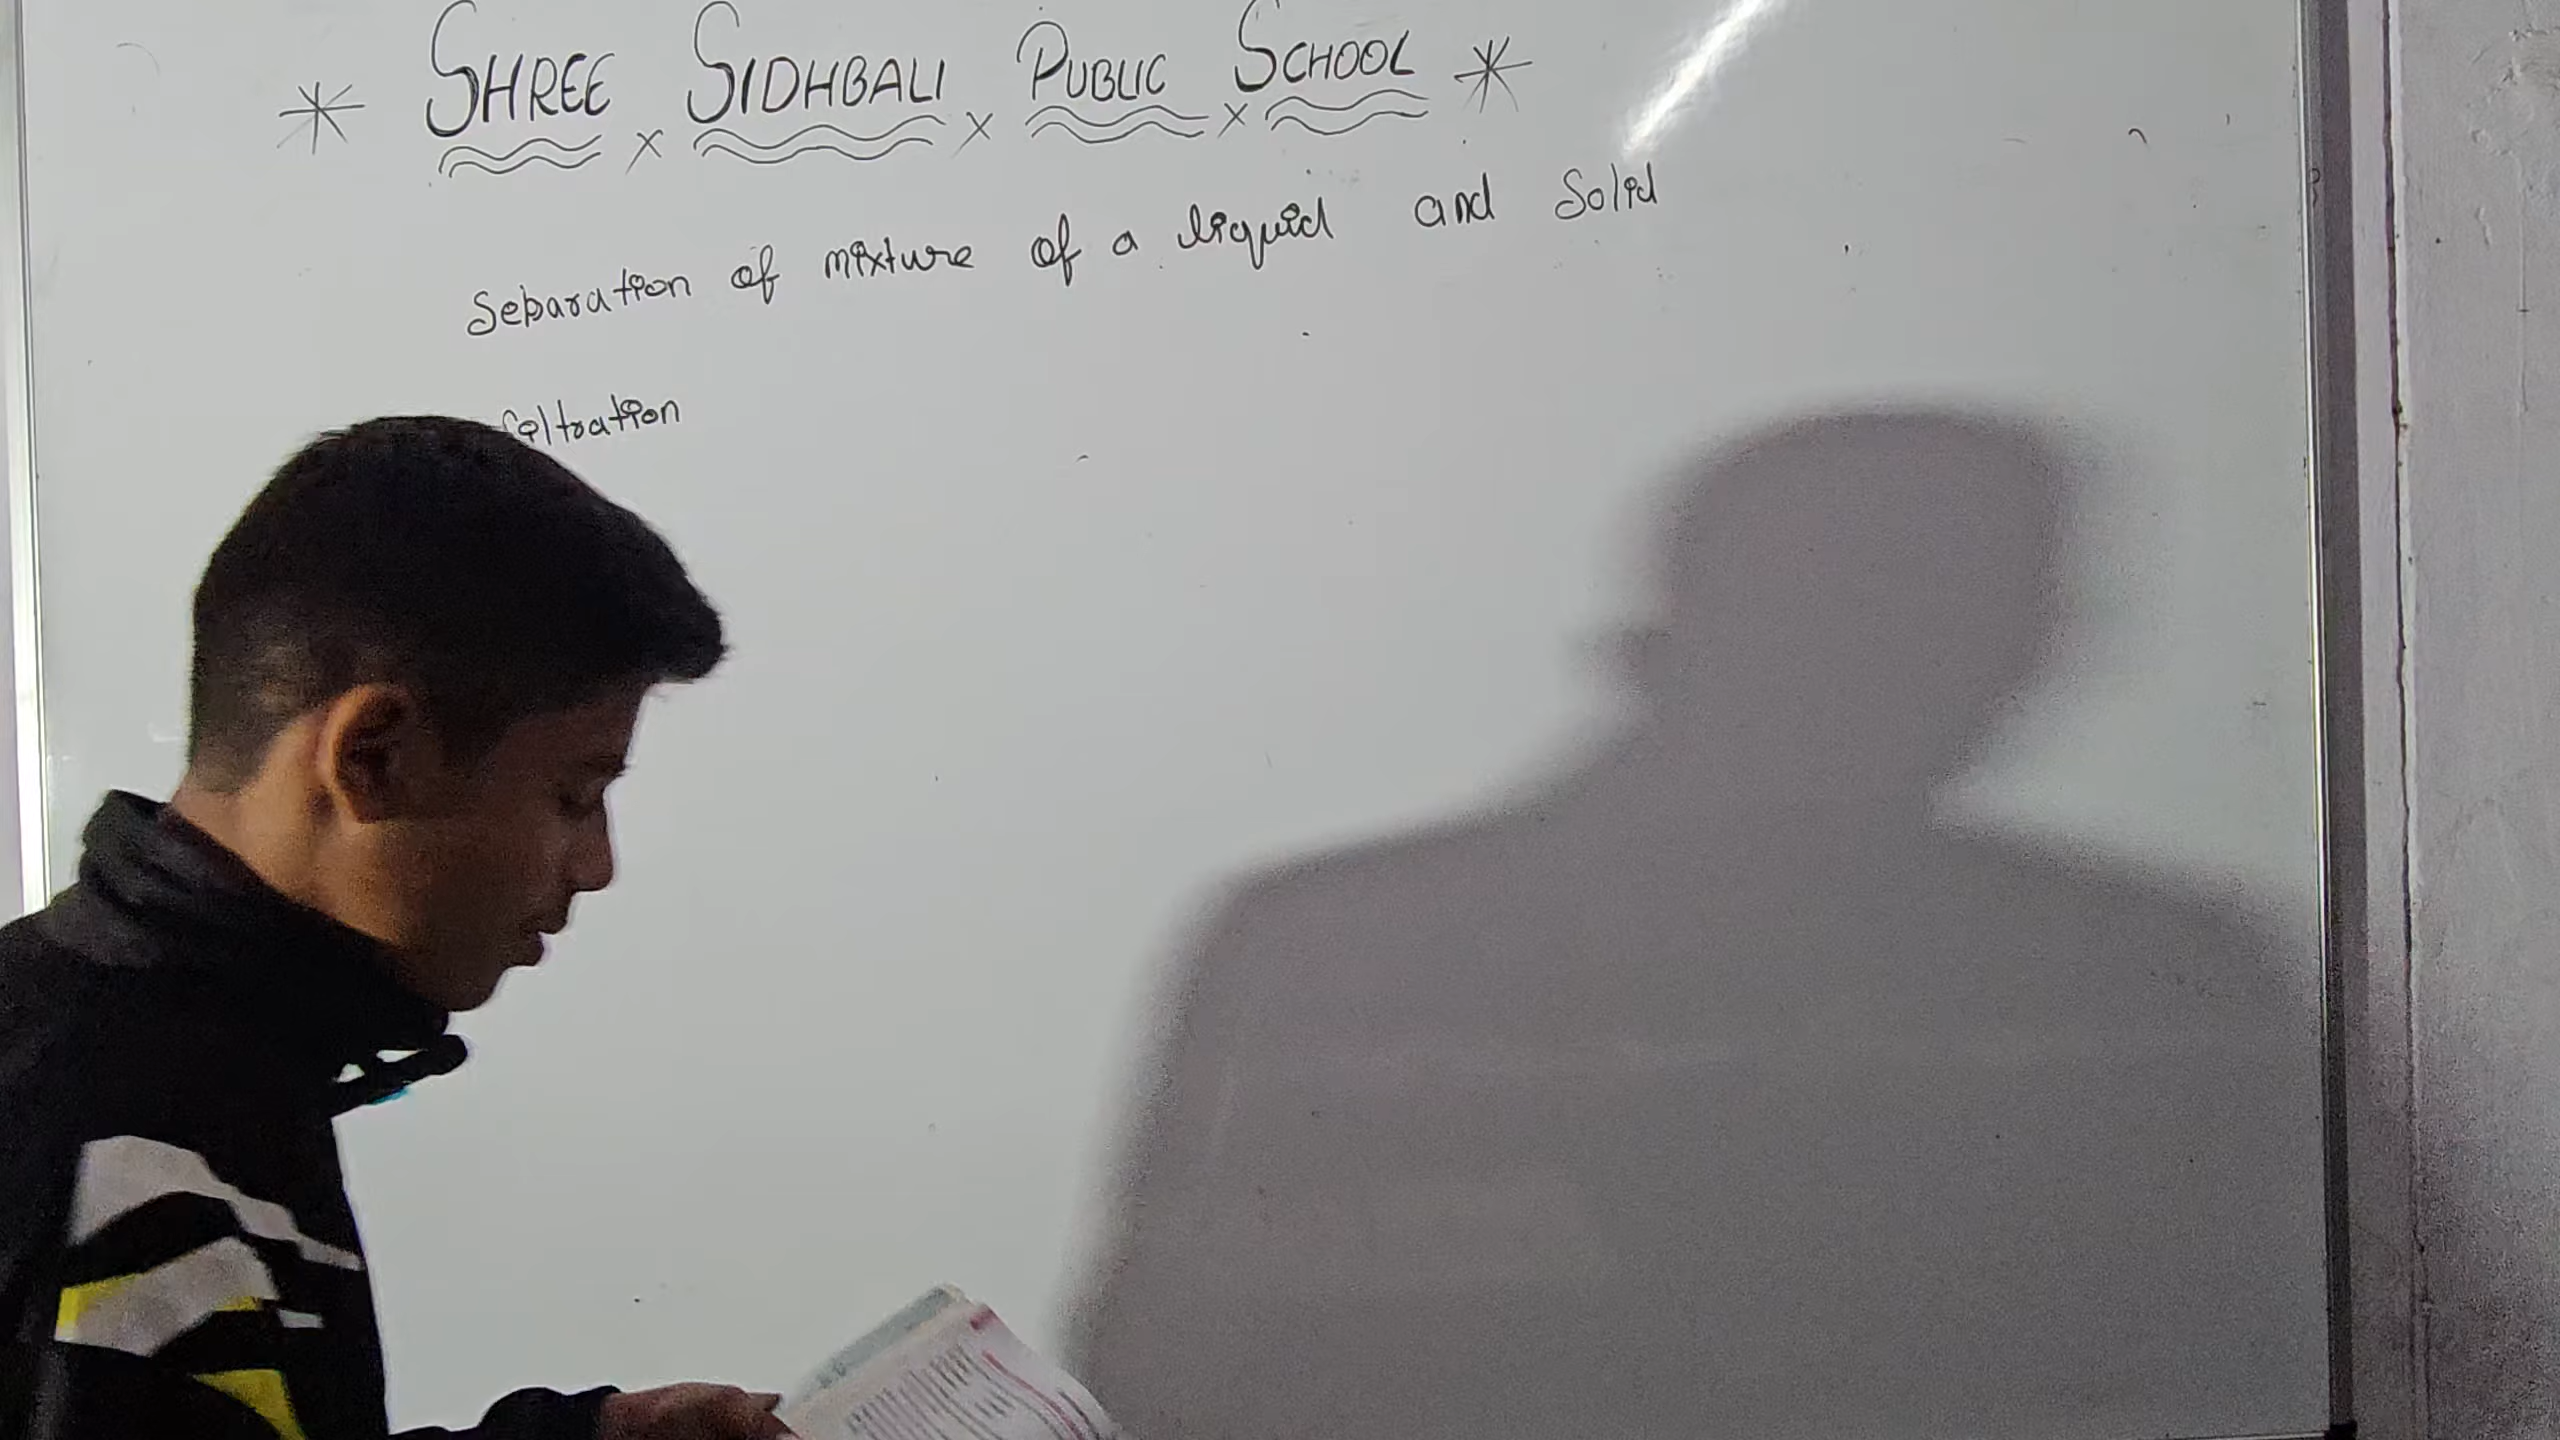 SHREE SIDHBALI PUBLIC SCHOOL
Separation of mixture of a liquid and Solid
filtration